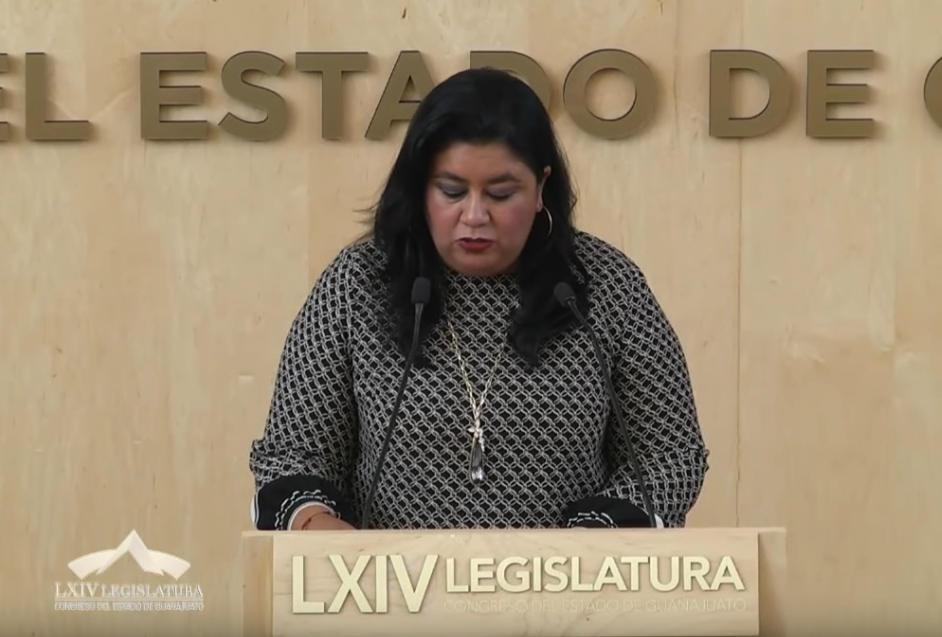 EL ESTADO DE
LXIV LEGISLATURA
CONGRESO DEL ESTADO DE GUANAJUATO
LXIV LEGISLATURA
CONGRESO DEL ESTADO DE GUANAJUATO